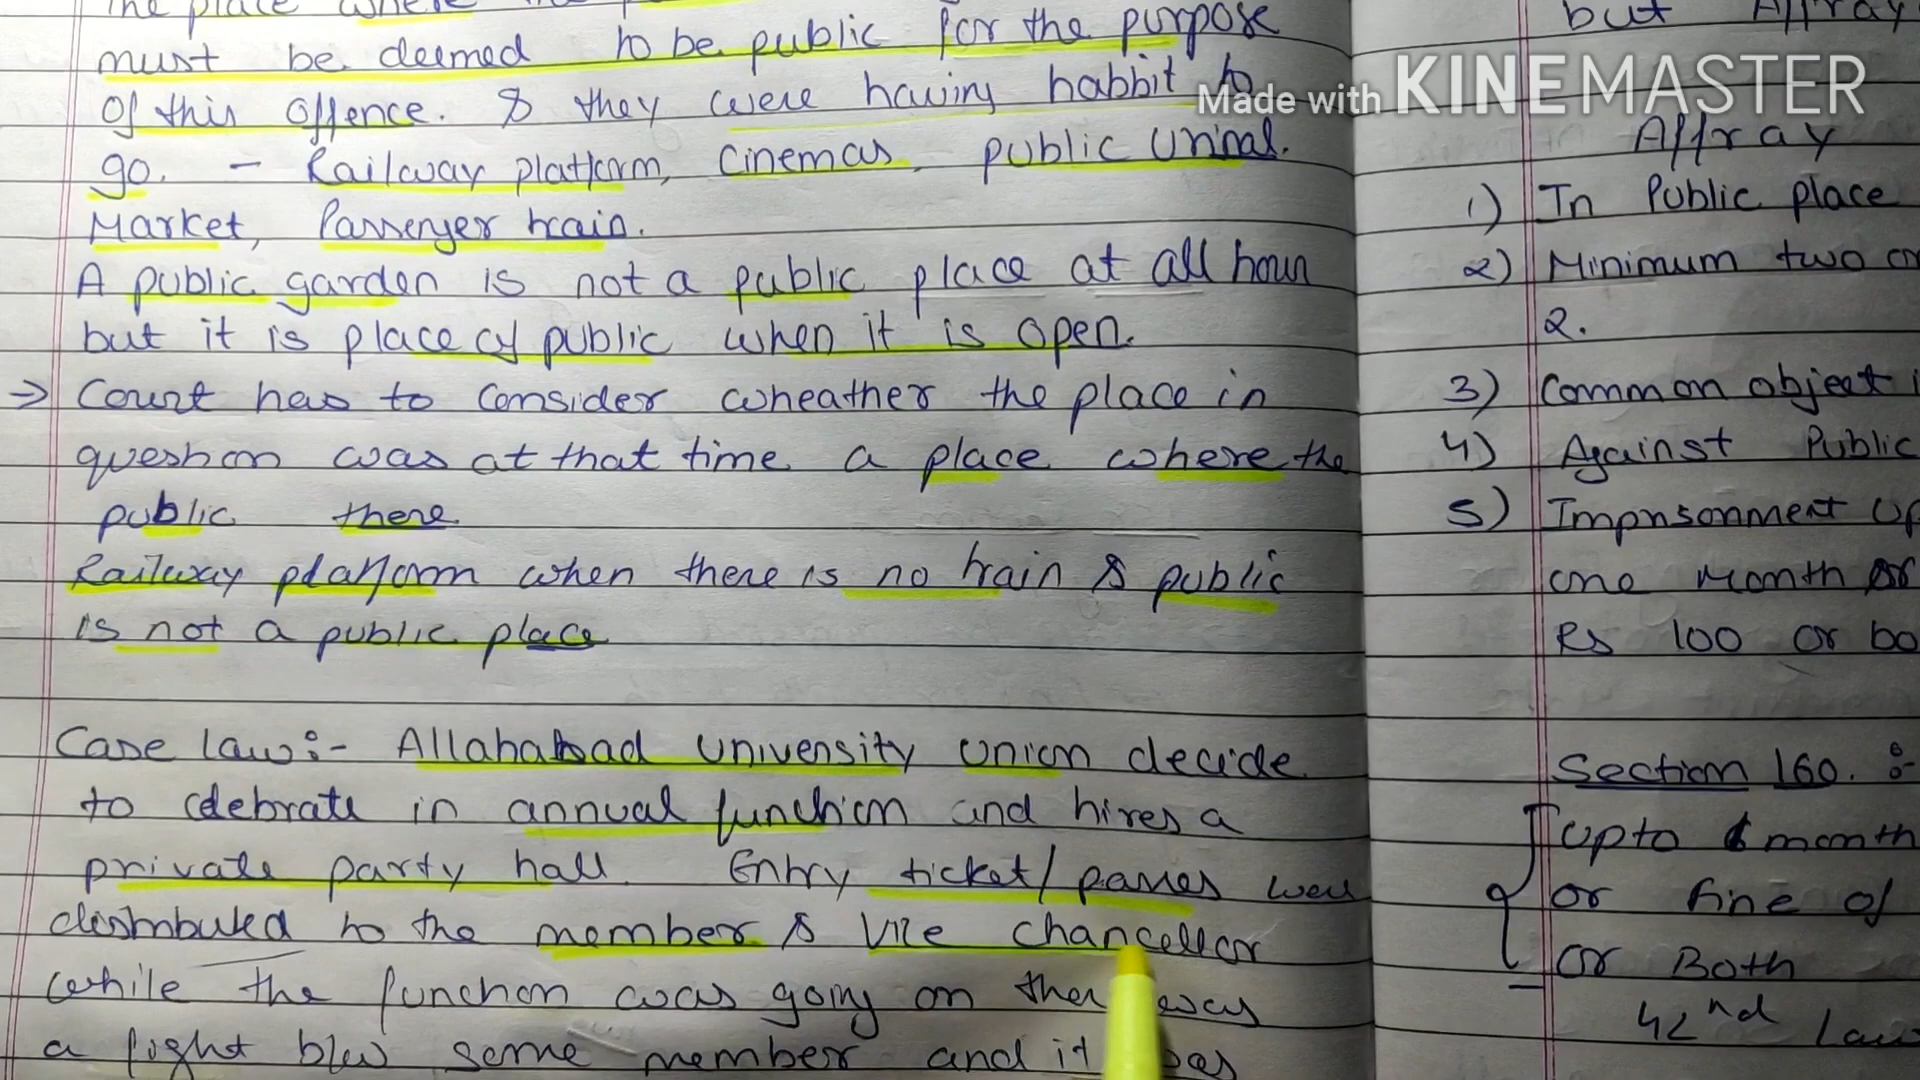 the place where the
must be deemed to be public for the purpose
of this offence. & they were having habbit to
go. – Railway platform, Cinemas, public urinal.
Market, Passenger train.
A public garden is not a public place at all hour
but it is place of public when it is open.
→ Court has to consider wheather the place in
question was at that time a place where the
public there
Railway platform when there is no train & public
is not a public place
Case law:- Allahabad University Union decide
to celebrate in annual function and hires a
private party hall Entry ticket/passes were
distributed to the member & Vice chancellor
while the function was going on ther was
a fight b/w some member and it was
but Affray
Made with KINEMASTER
Affray
1) In Public place
2) Minimum two or
2.
3) Common object i
4) Against Public
5) Imprisonment up
one month or
Rs 100 or bo
Section 160. :-
upto 1 month
or fine of
or Both
42nd Law